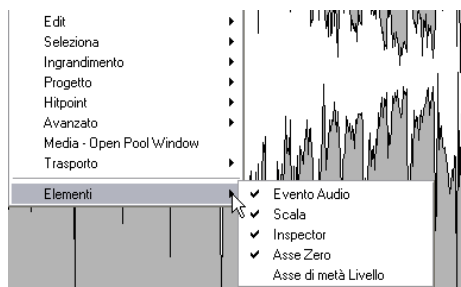 Edit
Seleziona
Ingrandimento
Progetto
Hitpoint
Avanzato
Media - Open Pool Window
Trasporto
Elementi
Evento Audio
Scala
Inspector
Asse Zero
Asse di metà Livello